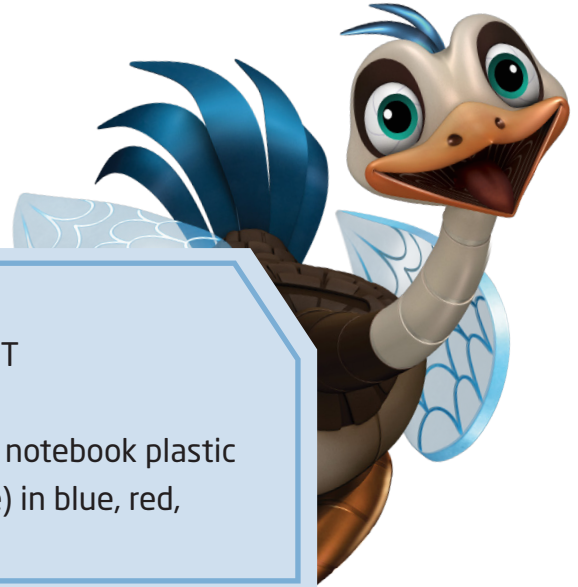 T
notebook plastic
) in blue, red,